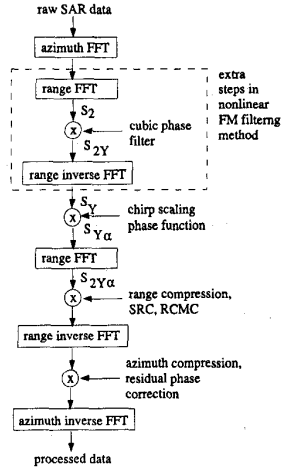 raw SAR data
azimuth FFT
range FFT
S2
x
cubic phase
filter
S2Y
range inverse FFT
extra
steps in
nonlinear
FM filterng
method
SY
x
chirp scaling
phase function
SYα
range FFT
S2Yα
x
range compression,
SRC, RCMC
range inverse FFT
x
azimuth compression,
residual phase
correction
azimuth inverse FFT
processed data